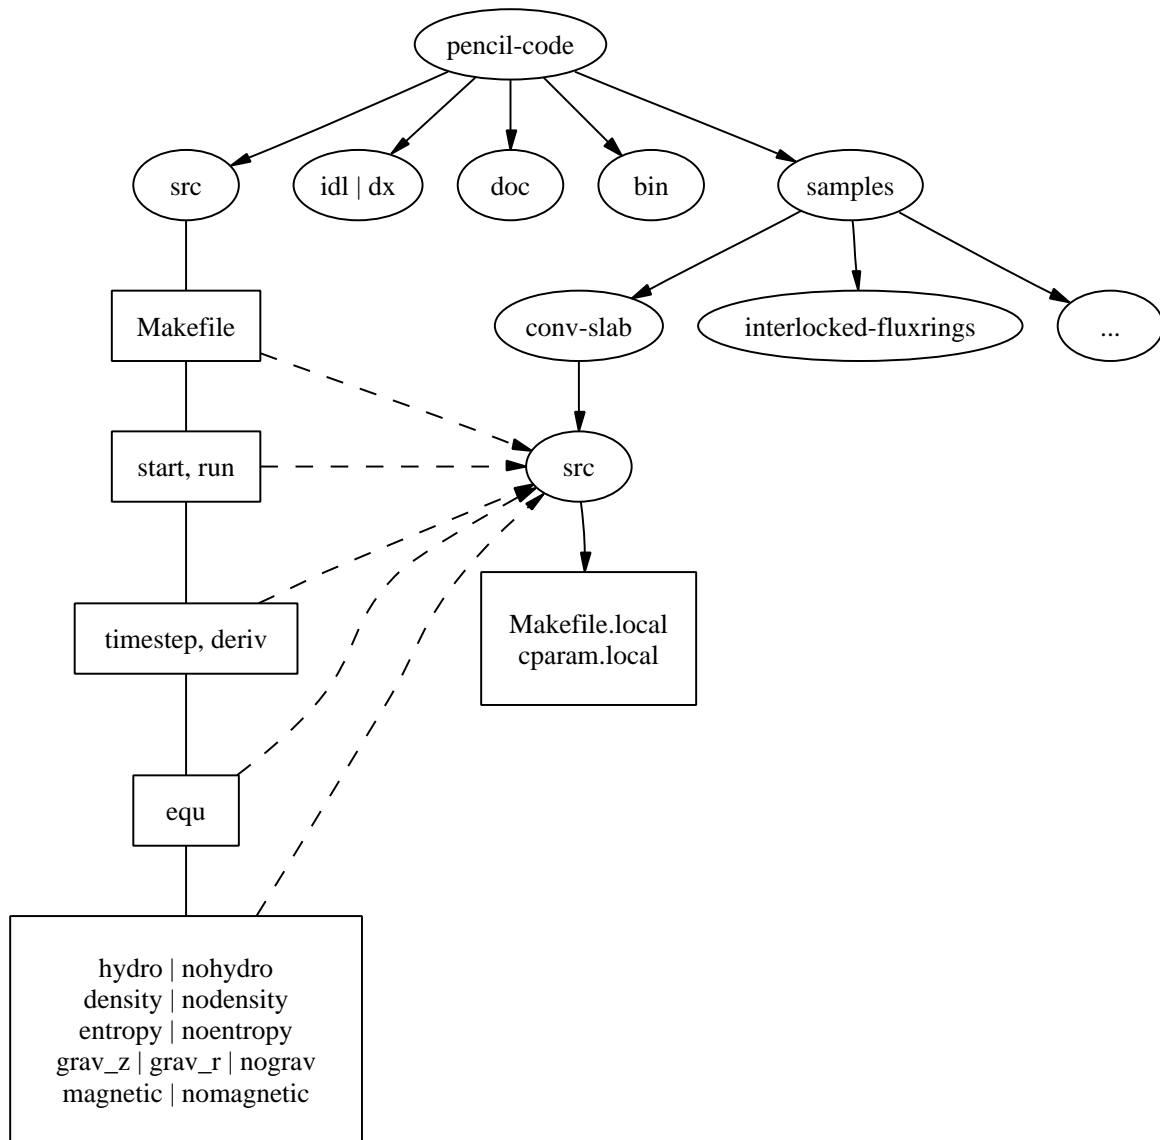 pencil-code
src
idl | dx
doc
bin
samples
Makefile
conv-slab
interlocked-fluxrings
...
start, run
src
timestep, deriv
Makefile.local
cparam.local
equ
hydro | nohydro
density | nodensity
entropy | noentropy
grav_z | grav_r | nograv
magnetic | nomagnetic